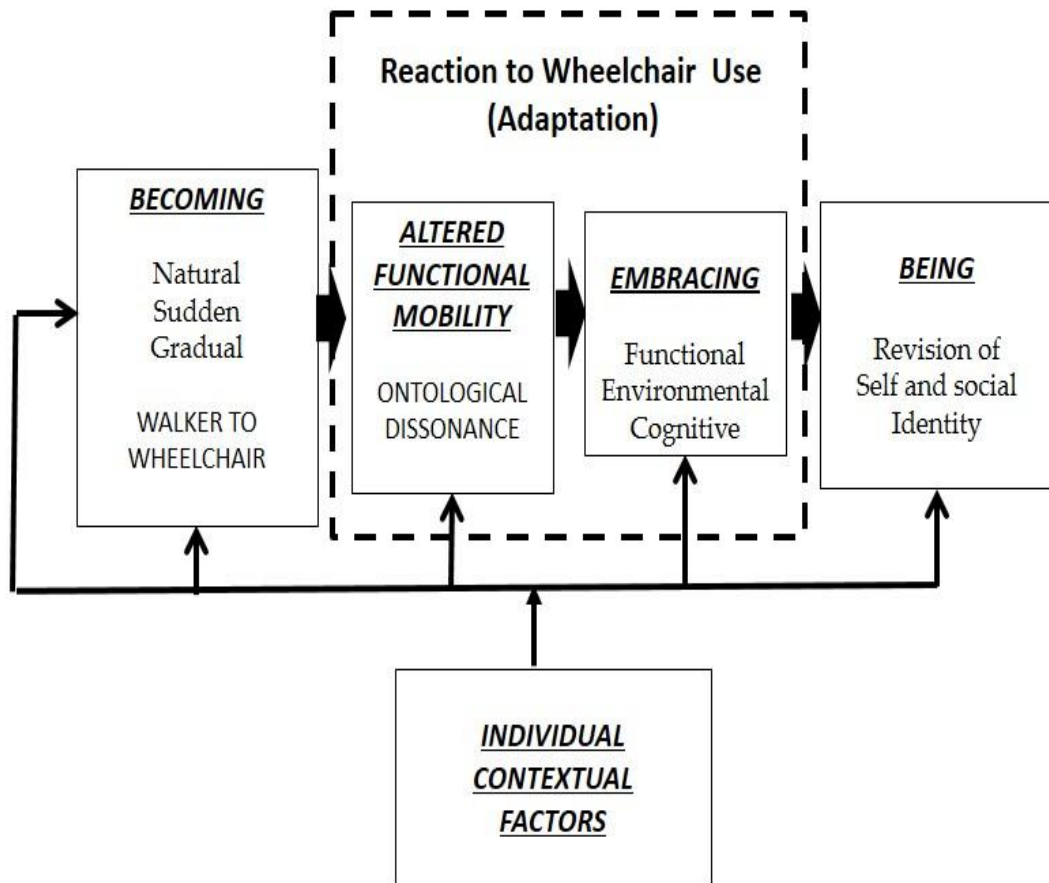 Reaction to Wheelchair Use
(Adaptation)
BECOMING
Natural
Sudden
Gradual
WALKER TO
WHEELCHAIR
ALTERED
FUNCTIONAL
MOBILITY
ONTOLOGICAL
DISSONANCE
EMBRACING
Functional
Environmental
Cognitive
BEING
Revision of
Self and social
Identity
INDIVIDUAL
CONTEXTUAL
FACTORS